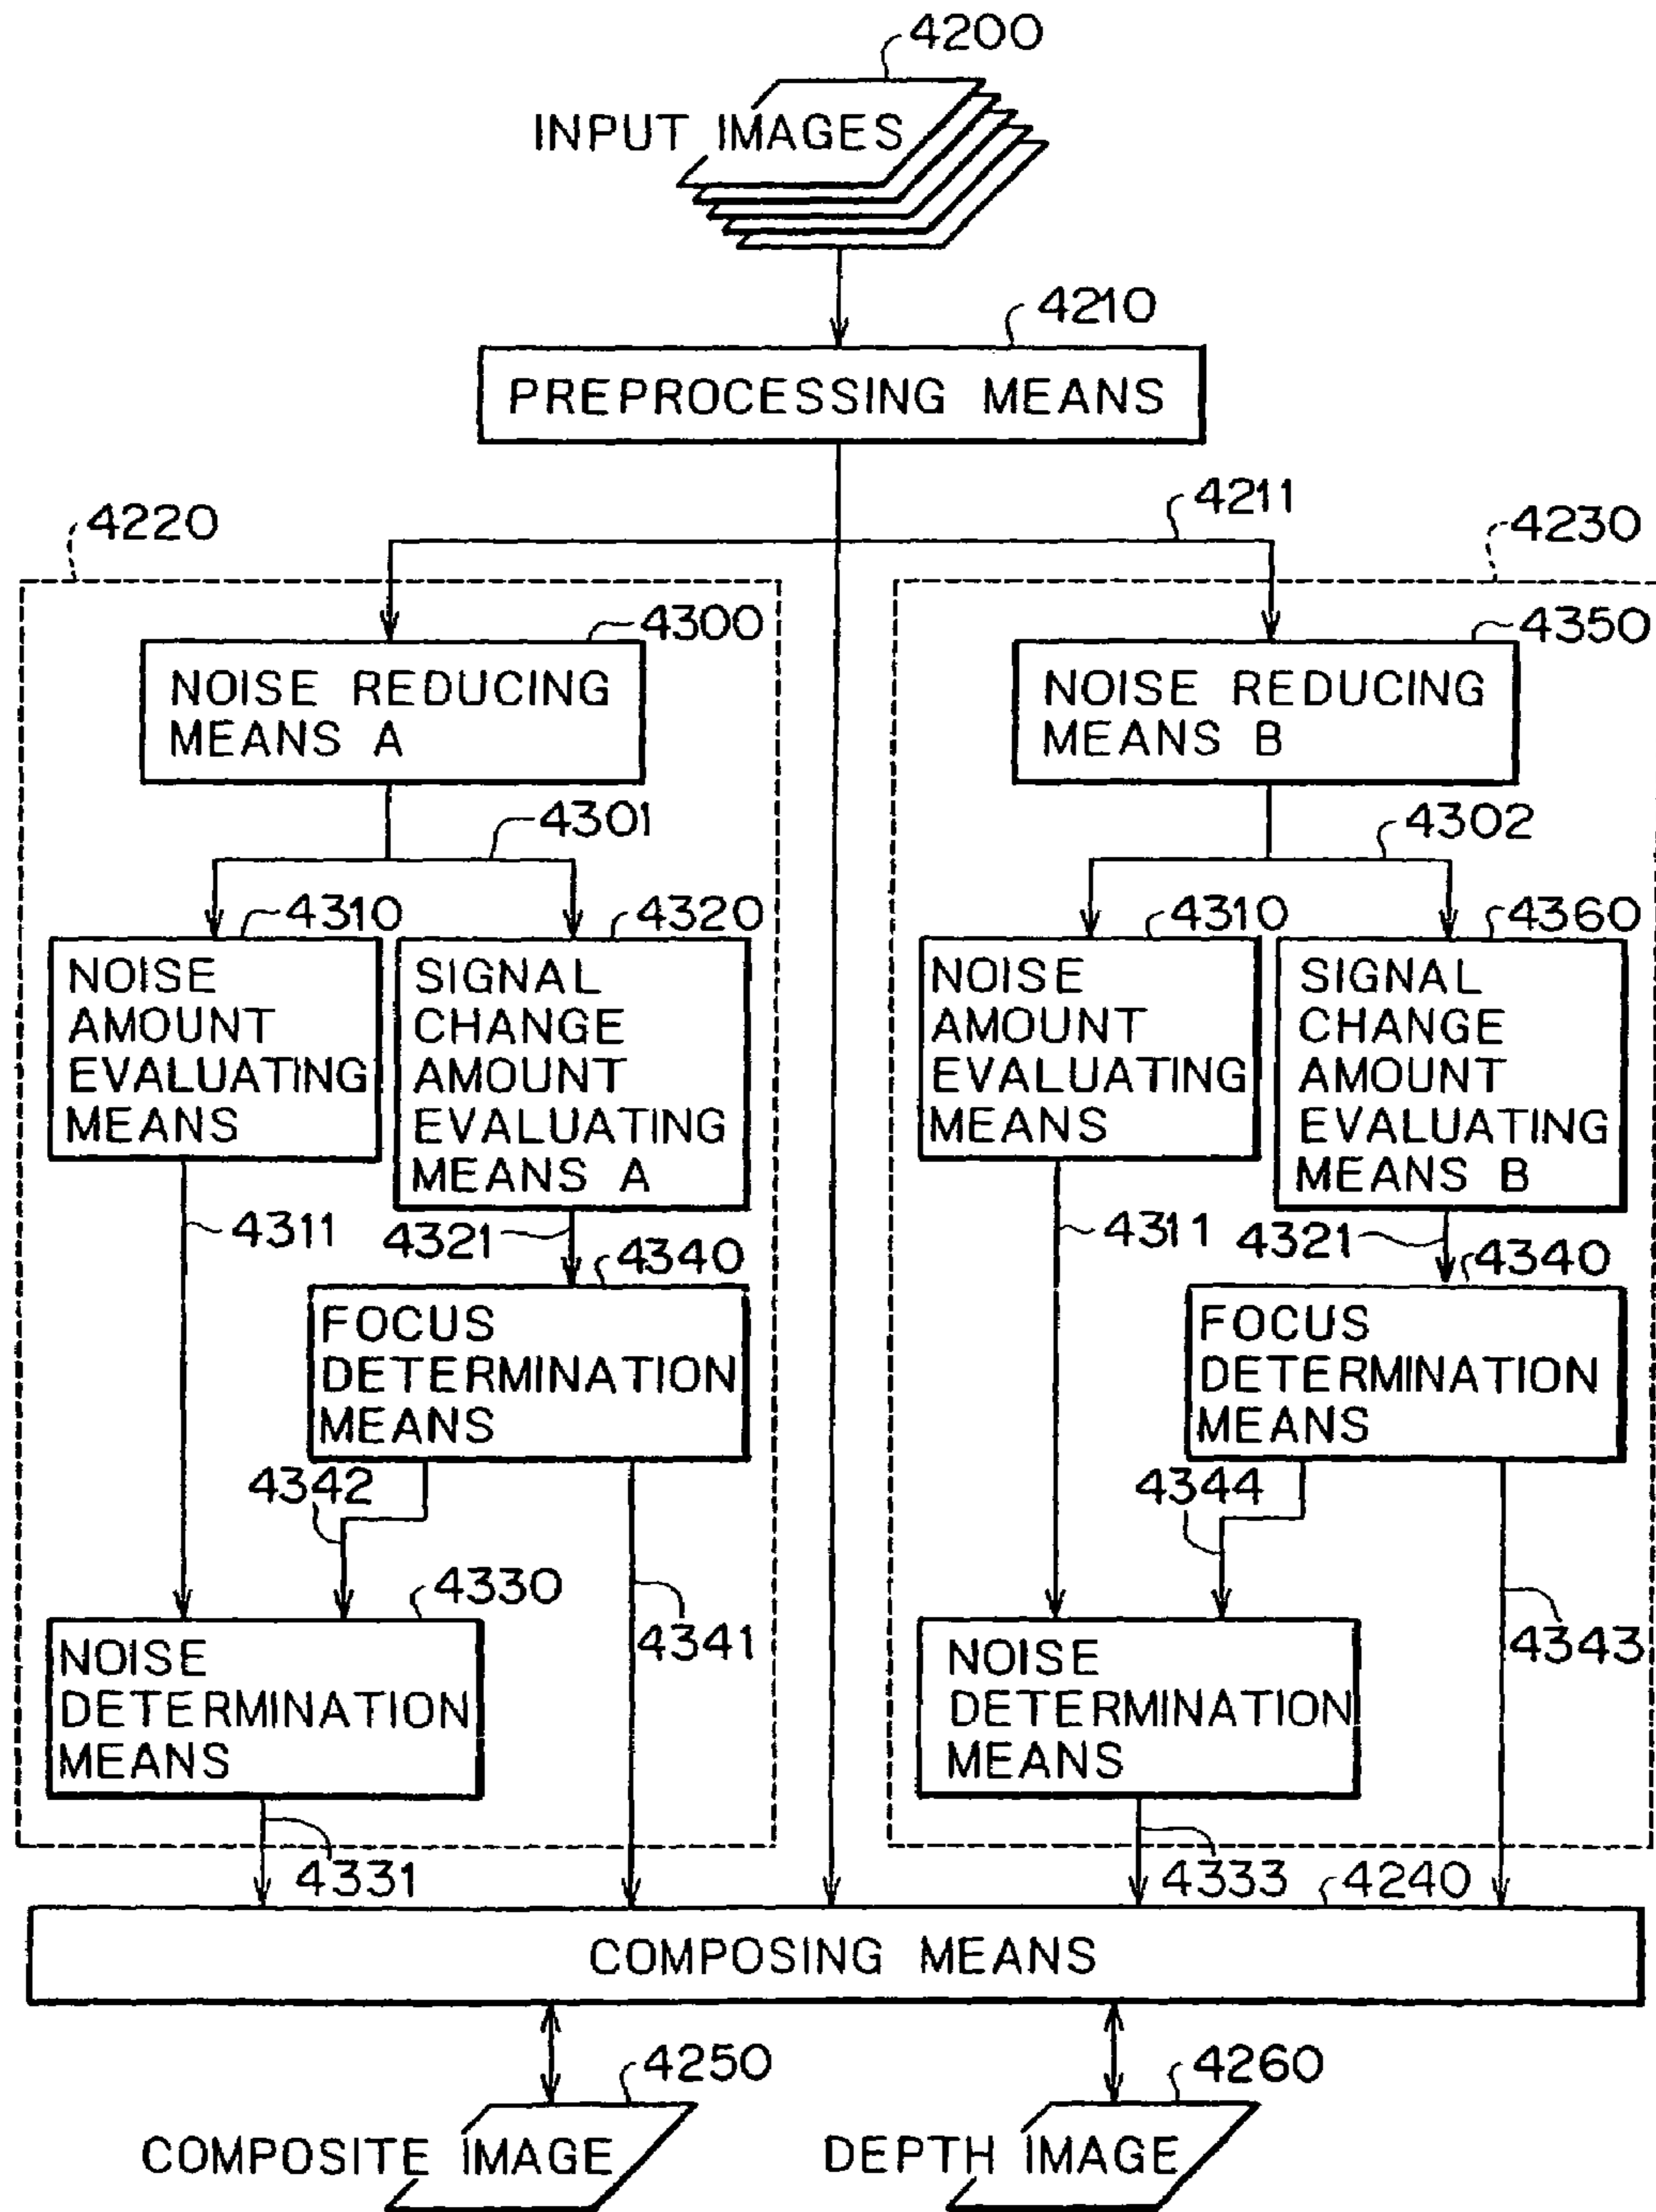 4200
INPUT IMAGES
4210
PREPROCESSING MEANS
4211
4220
4230
4300
NOISE REDUCING
MEANS A
4350
NOISE REDUCING
MEANS B
4301
4302
4310
NOISE
AMOUNT
EVALUATING
MEANS
4320
SIGNAL
CHANGE
AMOUNT
EVALUATING
MEANS A
4310
NOISE
AMOUNT
EVALUATING
MEANS
4360
SIGNAL
CHANGE
AMOUNT
EVALUATING
MEANS B
4311
4321
4340
FOCUS
DETERMINATION
MEANS
4311
4321
4340
FOCUS
DETERMINATION
MEANS
4342
4330
NOISE
DETERMINATION
MEANS
4341
4344
NOISE
DETERMINATION
MEANS
4343
4331
4333
4240
COMPOSING MEANS
4250
COMPOSITE IMAGE
4260
DEPTH IMAGE